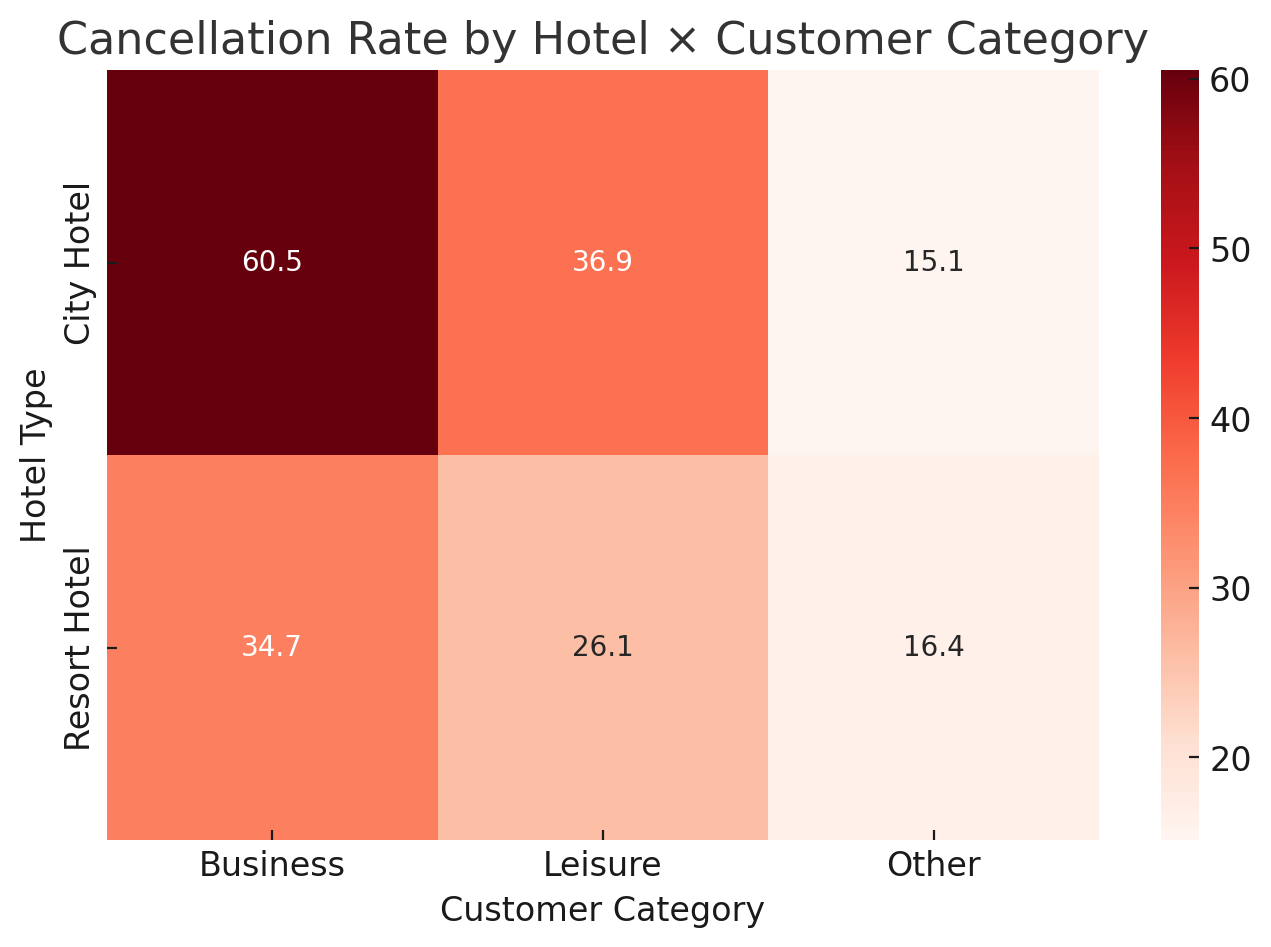 Cancellation Rate by Hotel × Customer Category
Hotel Type
City Hotel
60.5 36.9 15.1
Resort Hotel
34.7 26.1 16.4
Business Leisure Other
Customer Category
60
50
40
30
20